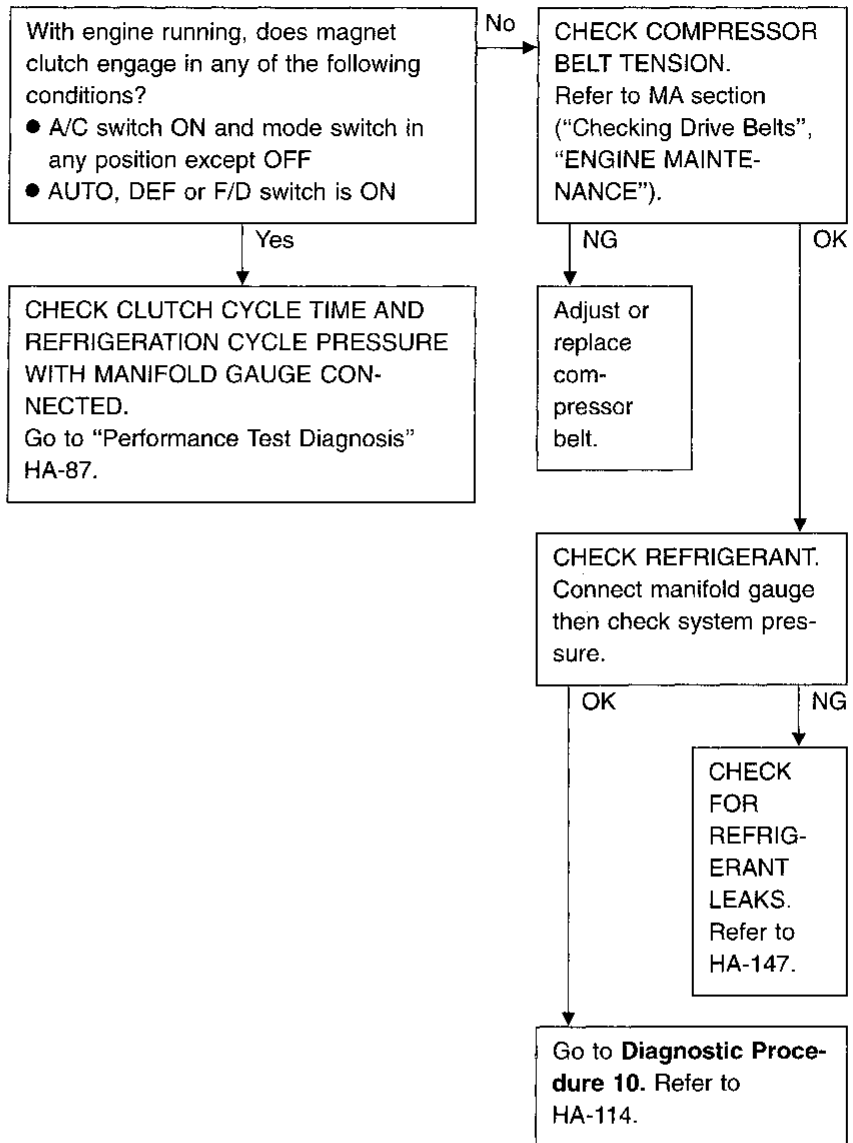 With engine running, does magnet
clutch engage in any of the following
conditions?
● A/C switch ON and mode switch in
any position except OFF
● AUTO, DEF or F/D switch is ON
No
CHECK COMPRESSOR
BELT TENSION.
Refer to MA section
("Checking Drive Belts",
"ENGINE MAINTE-
NANCE").
Yes
NG
OK
CHECK CLUTCH CYCLE TIME AND
REFRIGERATION CYCLE PRESSURE
WITH MANIFOLD GAUGE CON-
NECTED.
Go to "Performance Test Diagnosis"
HA-87.
Adjust or
replace
com-
pressor
belt.
CHECK REFRIGERANT.
Connect manifold gauge
then check system pres-
sure.
OK
NG
CHECK
FOR
REFRIG-
ERANT
LEAKS.
Refer to
HA-147.
Go to Diagnostic Proce-
dure 10. Refer to
HA-114.